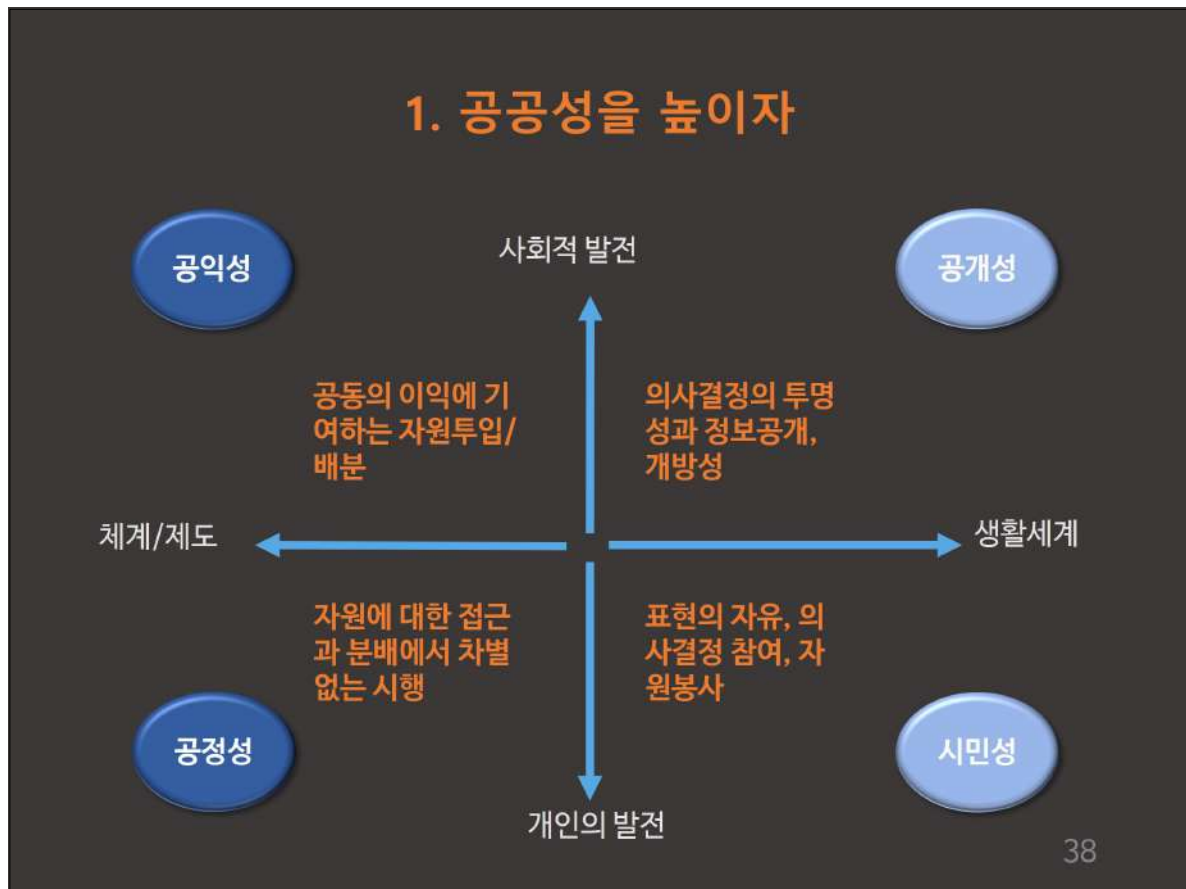 1. 공공성을 높이자
공익성
사회적 발전
공개성
공동의 이익에 기
여하는 자원투입/
배분
의사결정의 투명
성과 정보공개,
개방성
체계/제도
생활세계
자원에 대한 접근
과 분배에서 차별
없는 시행
표현의 자유, 의
사결정 참여, 자
원봉사
공정성
시민성
개인의 발전
38